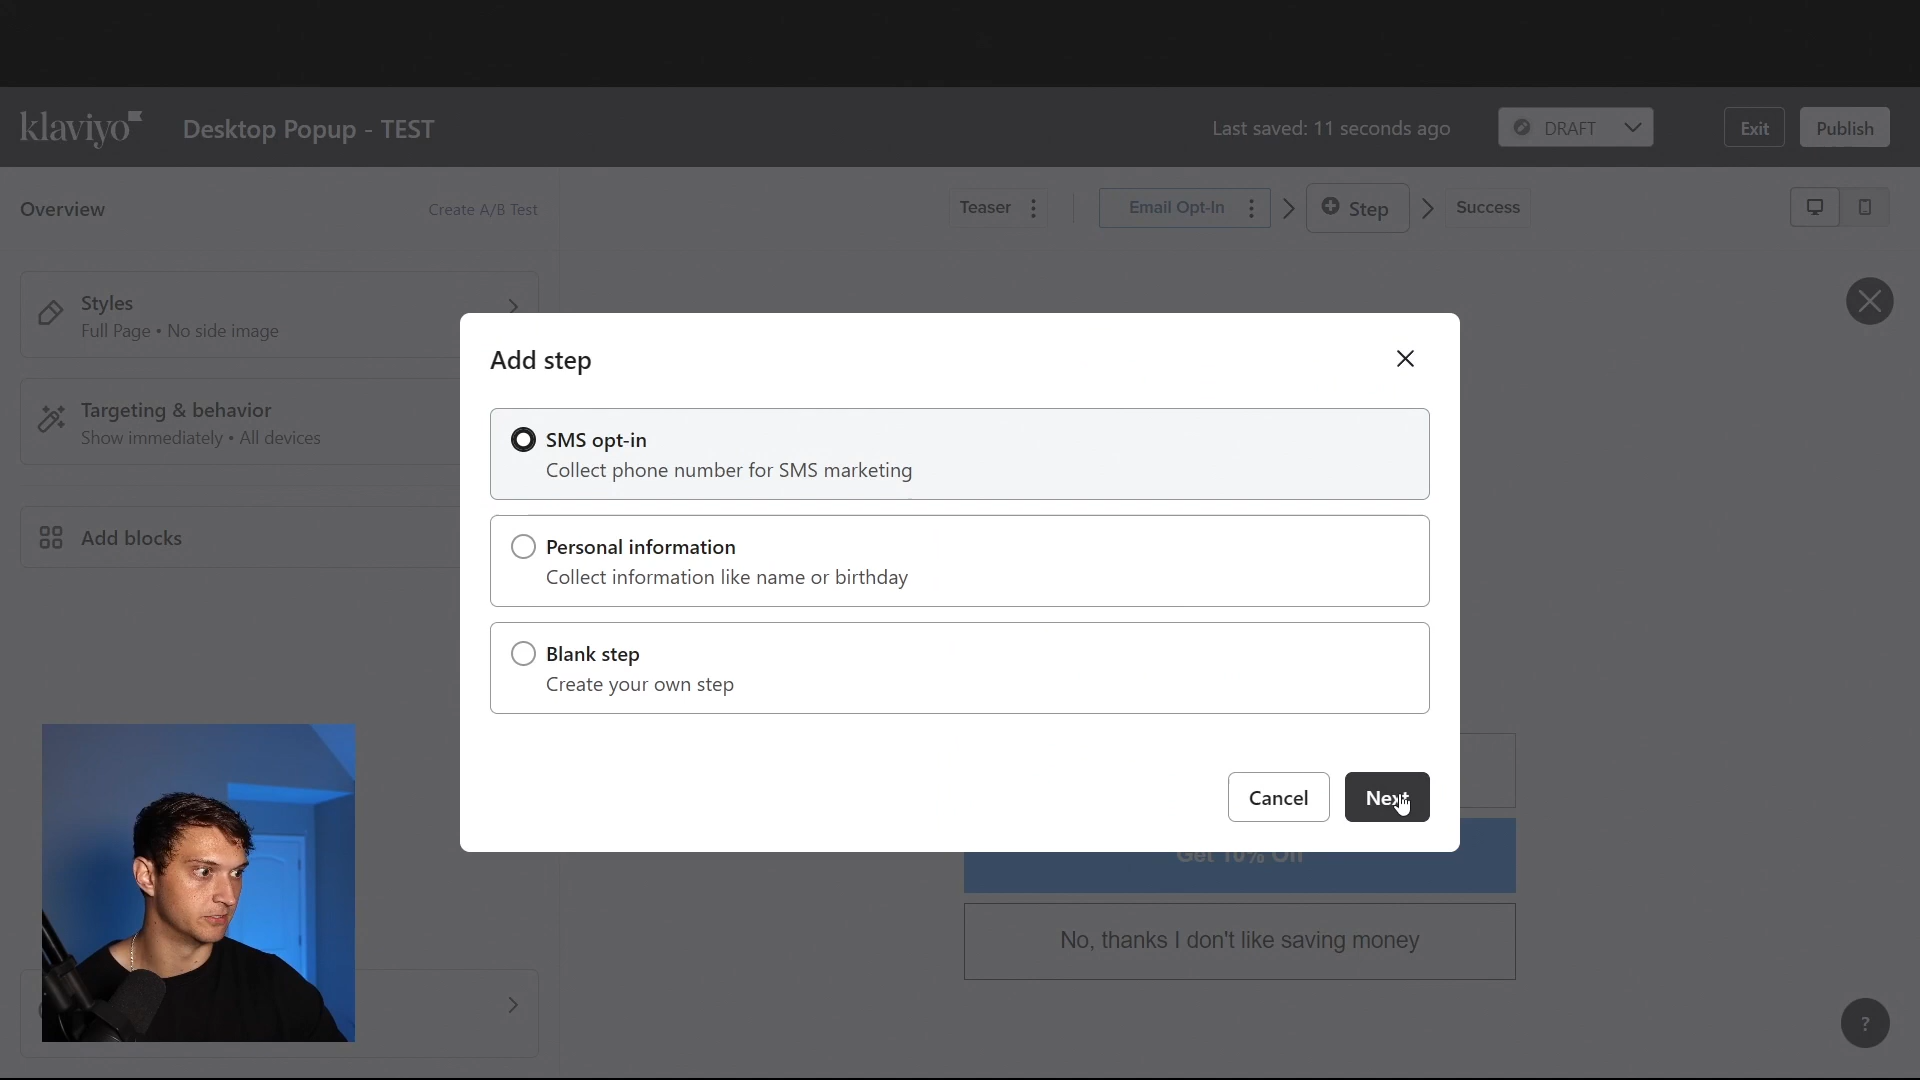 klaviyo
Desktop Popup - TEST
Last saved: 11 seconds ago
DRAFT
Exit
Publish
Overview
Create A/B Test
Teaser
Email Opt-In
Step
Success
Styles
Full Page • No side image
Targeting & behavior
Show immediately • All devices
Add blocks
Add step
SMS opt-in
Collect phone number for SMS marketing
Personal information
Collect information like name or birthday
Blank step
Create your own step
Cancel
Next
Get 10% Off
No, thanks I don't like saving money
?